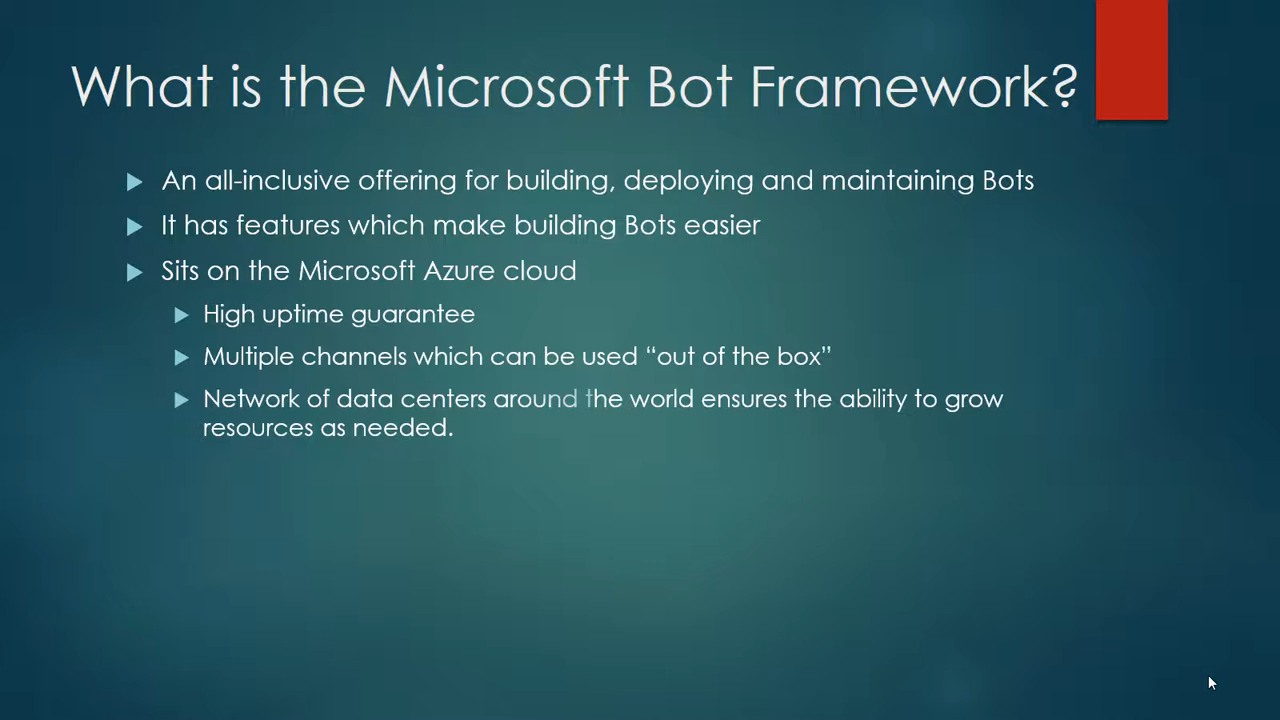 What is the Microsoft Bot Framework?
An all-inclusive offering for building, deploying and maintaining Bots
It has features which make building Bots easier
Sits on the Microsoft Azure cloud
High uptime guarantee
Multiple channels which can be used “out of the box”
Network of data centers around the world ensures the ability to grow
resources as needed.